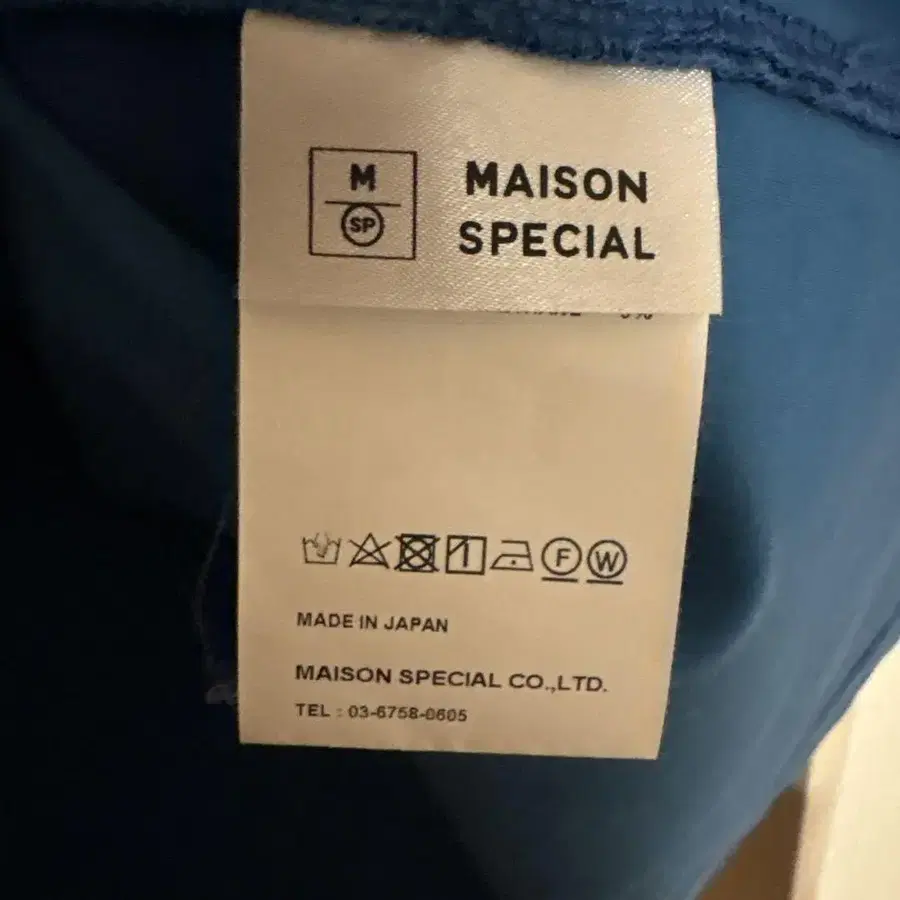 M
SP
MAISON
SPECIAL
F W
MADE IN JAPAN
MAISON SPECIAL CO.,LTD.
TEL : 03-6758-0605